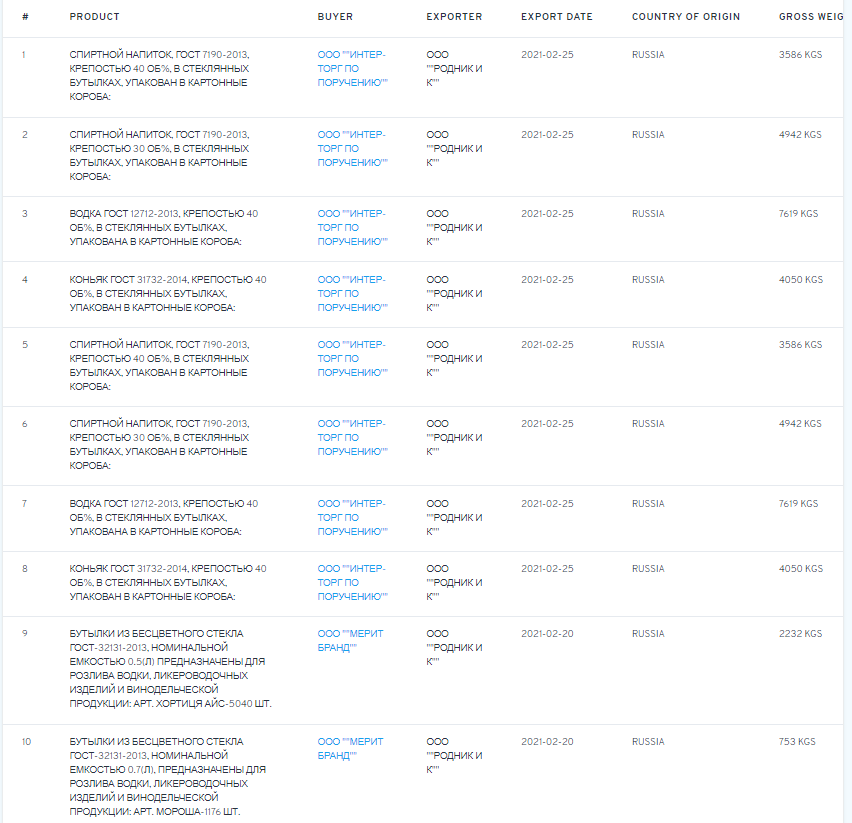 # PRODUCT BUYER EXPORTER EXPORT DATE COUNTRY OF ORIGIN GROSS WEIG
1 СПИРТНОЙ НАПИТОК, ГОСТ 7190-2013, ООО ""ИНТЕР- ООО 2021-02-25 RUSSIA 3586 KGS
КРЕПОСТЬЮ 40 ОБ%, В СТЕКЛЯННЫХ ТОРГ ПО ""РОДНИК И
БУТЫЛКАХ, УПАКОВАН В КАРТОННЫЕ ПОРУЧЕНИЮ"" К""
КОРОБА:
2 СПИРТНОЙ НАПИТОК, ГОСТ 7190-2013, ООО ""ИНТЕР- ООО 2021-02-25 RUSSIA 4942 KGS
КРЕПОСТЬЮ 30 ОБ%, В СТЕКЛЯННЫХ ТОРГ ПО ""РОДНИК И
БУТЫЛКАХ, УПАКОВАН В КАРТОННЫЕ ПОРУЧЕНИЮ"" К""
КОРОБА:
3 ВОДКА ГОСТ 12712-2013, КРЕПОСТЬЮ 40 ООО ""ИНТЕР- ООО 2021-02-25 RUSSIA 7619 KGS
ОБ%, В СТЕКЛЯННЫХ БУТЫЛКАХ, ТОРГ ПО ""РОДНИК И
УПАКОВАНА В КАРТОННЫЕ КОРОБА: ПОРУЧЕНИЮ"" К""
4 КОНЬЯК ГОСТ 31732-2014, КРЕПОСТЬЮ 40 ООО ""ИНТЕР- ООО 2021-02-25 RUSSIA 4050 KGS
ОБ%, В СТЕКЛЯННЫХ БУТЫЛКАХ, ТОРГ ПО ""РОДНИК И
УПАКОВАН В КАРТОННЫЕ КОРОБА: ПОРУЧЕНИЮ"" К""
5 СПИРТНОЙ НАПИТОК, ГОСТ 7190-2013, ООО ""ИНТЕР- ООО 2021-02-25 RUSSIA 3586 KGS
КРЕПОСТЬЮ 40 ОБ%, В СТЕКЛЯННЫХ ТОРГ ПО ""РОДНИК И
БУТЫЛКАХ, УПАКОВАН В КАРТОННЫЕ ПОРУЧЕНИЮ"" К""
КОРОБА:
6 СПИРТНОЙ НАПИТОК, ГОСТ 7190-2013, ООО ""ИНТЕР- ООО 2021-02-25 RUSSIA 4942 KGS
КРЕПОСТЬЮ 30 ОБ%, В СТЕКЛЯННЫХ ТОРГ ПО ""РОДНИК И
БУТЫЛКАХ, УПАКОВАН В КАРТОННЫЕ ПОРУЧЕНИЮ"" К""
КОРОБА:
7 ВОДКА ГОСТ 12712-2013, КРЕПОСТЬЮ 40 ООО ""ИНТЕР- ООО 2021-02-25 RUSSIA 7619 KGS
ОБ%, В СТЕКЛЯННЫХ БУТЫЛКАХ, ТОРГ ПО ""РОДНИК И
УПАКОВАНА В КАРТОННЫЕ КОРОБА: ПОРУЧЕНИЮ"" К""
8 КОНЬЯК ГОСТ 31732-2014, КРЕПОСТЬЮ 40 ООО ""ИНТЕР- ООО 2021-02-25 RUSSIA 4050 KGS
ОБ%, В СТЕКЛЯННЫХ БУТЫЛКАХ, ТОРГ ПО ""РОДНИК И
УПАКОВАН В КАРТОННЫЕ КОРОБА: ПОРУЧЕНИЮ"" К""
9 БУТЫЛКИ ИЗ БЕСЦВЕТНОГО СТЕКЛА ООО ""МЕРИТ ООО 2021-02-20 RUSSIA 2232 KGS
ГОСТ-32131-2013, НОМИНАЛЬНОЙ БРАНД"" ""РОДНИК И
ЕМКОСТЬЮ 0.5(Л) ПРЕДНАЗНАЧЕНЫ ДЛЯ К""
РОЗЛИВА ВОДКИ, ЛИКЕРОВОДОЧНЫХ
ИЗДЕЛИЙ И ВИНОДЕЛЬЧЕСКОЙ
ПРОДУКЦИИ: АРТ. ХОРТИЦЯ АЙС-5040 ШТ.
10 БУТЫЛКИ ИЗ БЕСЦВЕТНОГО СТЕКЛА ООО ""МЕРИТ ООО 2021-02-20 RUSSIA 753 KGS
ГОСТ-32131-2013, НОМИНАЛЬНОЙ БРАНД"" ""РОДНИК И
ЕМКОСТЬЮ 0.7(Л), ПРЕДНАЗНАЧЕНЫ ДЛЯ К""
РОЗЛИВА ВОДКИ, ЛИКЕРОВОДОЧНЫХ
ИЗДЕЛИЙ И ВИНОДЕЛЬЧЕСКОЙ
ПРОДУКЦИИ: АРТ. МОРОША-1176 ШТ.